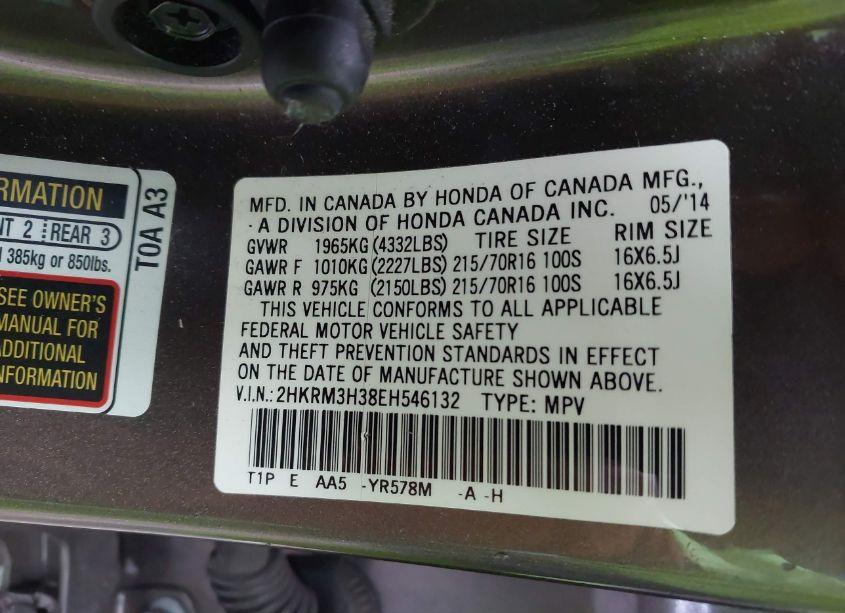 RMATION
NT 2 REAR 3
385kg or 850lbs.
SEE OWNER'S
MANUAL FOR
ADDITIONAL
INFORMATION
TOA A3
MFD. IN CANADA BY HONDA OF CANADA MFG.,
A DIVISION OF HONDA CANADA INC. 05/'14
GVWR 1965KG (4332LBS) TIRE SIZE RIM SIZE
GAWR F 1010KG (2227LBS) 215/70R16 100S 16X6.5J
GAWR R 975KG (2150LBS) 215/70R16 100S 16X6.5J
THIS VEHICLE CONFORMS TO ALL APPLICABLE
FEDERAL MOTOR VEHICLE SAFETY
AND THEFT PREVENTION STANDARDS IN EFFECT
ON THE DATE OF MANUFACTURE SHOWN ABOVE.
V.I.N.: 2HKRM3H38EH546132 TYPE: MPV
T1P E AA5 -YR578M -A -H